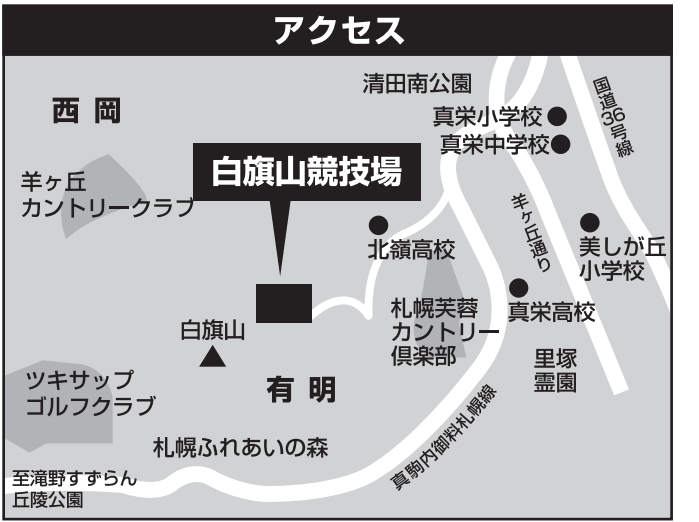 アクセス
清田南公園
西岡
真栄小学校
真栄中学校
国道36号線
白旗山競技場
羊ヶ丘
カントリークラブ
羊ヶ丘通り
北嶺高校
美しが丘
小学校
真栄高校
札幌芙蓉
カントリー
倶楽部
白旗山
里塚
霊園
有明
ツキサップ
ゴルフクラブ
札幌ふれあいの森
真駒内御料札幌線
至滝野すずらん
丘陵公園